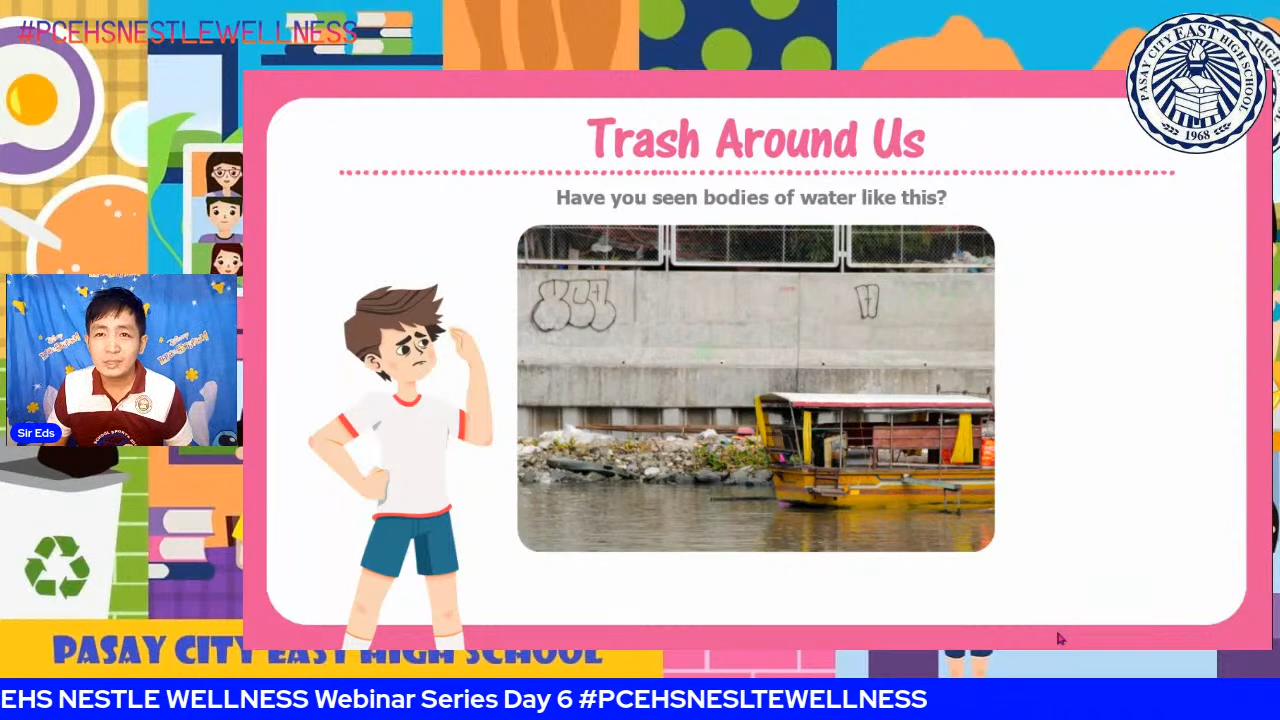 #PCEHSNESTLEWELLNESS
PASAY CITY EAST HIGH SCHOOL
1968
Trash Around Us
Have you seen bodies of water like this?
Sir Eds
PASAY CITY EAST HIGH SCHOOL
EHS NESTLE WELLNESS Webinar Series Day 6 #PCEHSNESLTEWELLNESS